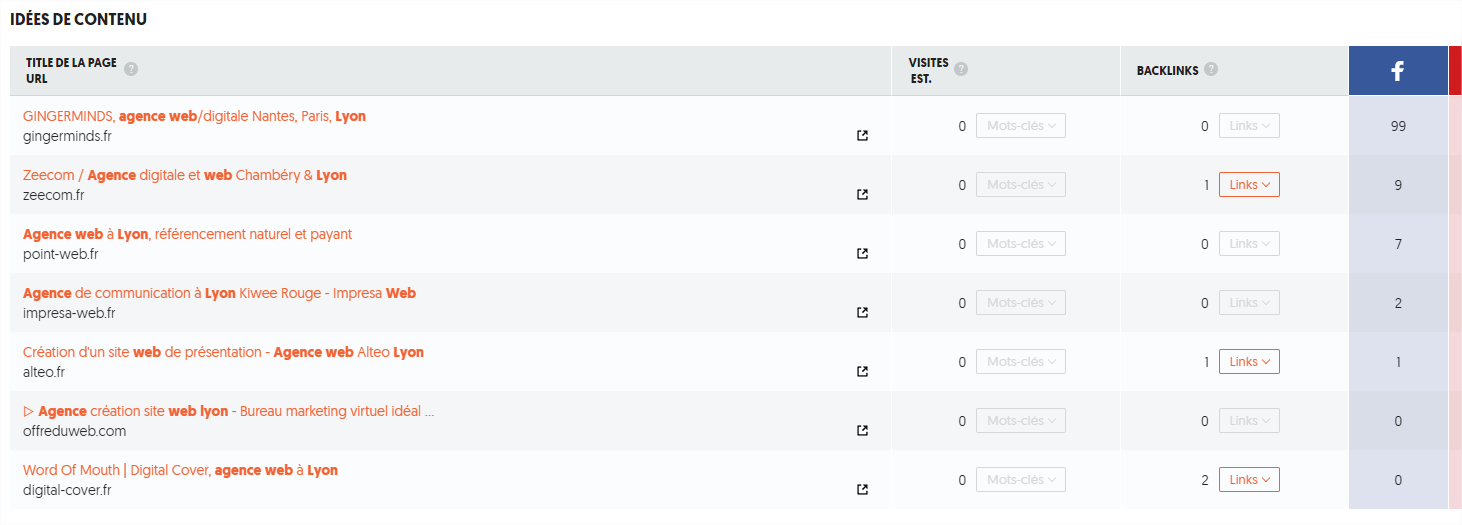 IDÉES DE CONTENU
TITLE DE LA PAGE ?
URL
VISITES ?
EST.
BACKLINKS ?
f
GINGERMINDS, agence web/digitale Nantes, Paris, Lyon
gingerminds.fr
0 Mots-clés 0 Links 99
Zeecom / Agence digitale et web Chambéry & Lyon
zeecom.fr
0 Mots-clés 1 Links 9
Agence web à Lyon, référencement naturel et payant
point-web.fr
0 Mots-clés 0 Links 7
Agence de communication à Lyon Kiwee Rouge - Impresa Web
impresa-web.fr
0 Mots-clés 0 Links 2
Création d'un site web de présentation - Agence web Alteo Lyon
alteo.fr
0 Mots-clés 1 Links 1
▷ Agence création site web lyon - Bureau marketing virtuel idéal ...
offreduweb.com
0 Mots-clés 0 Links 0
Word Of Mouth | Digital Cover, agence web à Lyon
digital-cover.fr
0 Mots-clés 2 Links 0